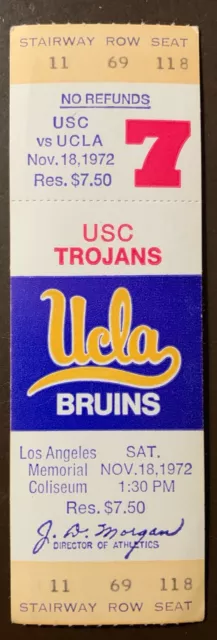 STAIRWAY ROW SEAT
11 69 118
NO REFUNDS
USC
vs UCLA
Nov. 18, 1972
Res. $7.50
7
USC
TROJANS
Ucla
BRUINS
Los Angeles
Memorial
Coliseum
SAT.
NOV. 18, 1972
1:30 PM
Res. $7.50
J. D. Morgan
DIRECTOR OF ATHLETICS
11 69 118
STAIRWAY ROW SEAT